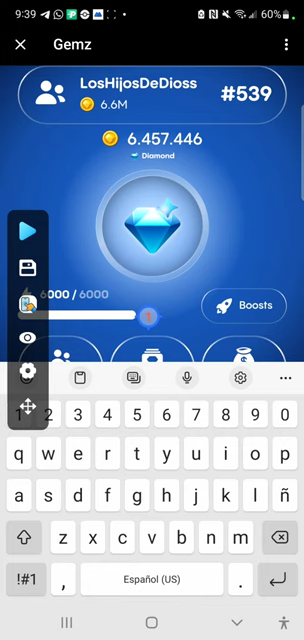 9:39
60%
Gemz
LosHijosDeDioss
6.6M
#539
6.457.446
Diamond
6000 / 6000
1
Boosts
1 2 3 4 5 6 7 8 9 0
q w e r t y u i o p
a s d f g h j k l ñ
z x c v b n m
!#1 , Español (US) .